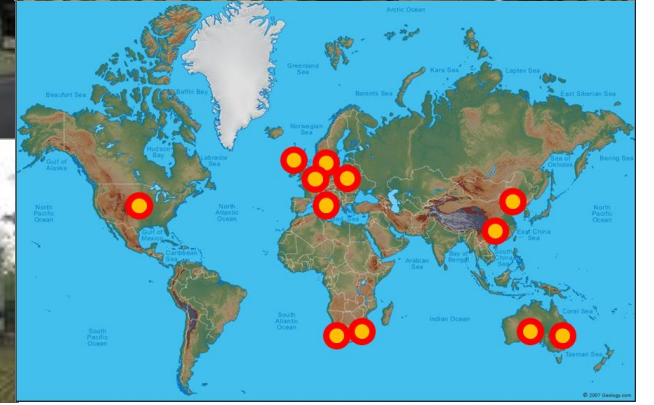 Arctic Ocean
Greenland
Sea
Kara Sea
Laptev Sea
Barents Sea
East Siberian Sea
Beaufort Sea
Baffin Bay
Norwegian
Sea
Hudson
Bay
Labrador
Sea
Gulf of
Alaska
Sea of
Okhotsk
Bering Sea
North
Pacific
Ocean
North
Atlantic
Ocean
North
Pacific
Ocean
Gulf of
Mexico
Caribbean
Sea
Arabian
Sea
Bay of
Bengal
East China
Sea
South
China
Sea
South
Pacific
Ocean
South
Atlantic
Ocean
Indian Ocean
Coral Sea
Tasman Sea
© 2007 Geology.com